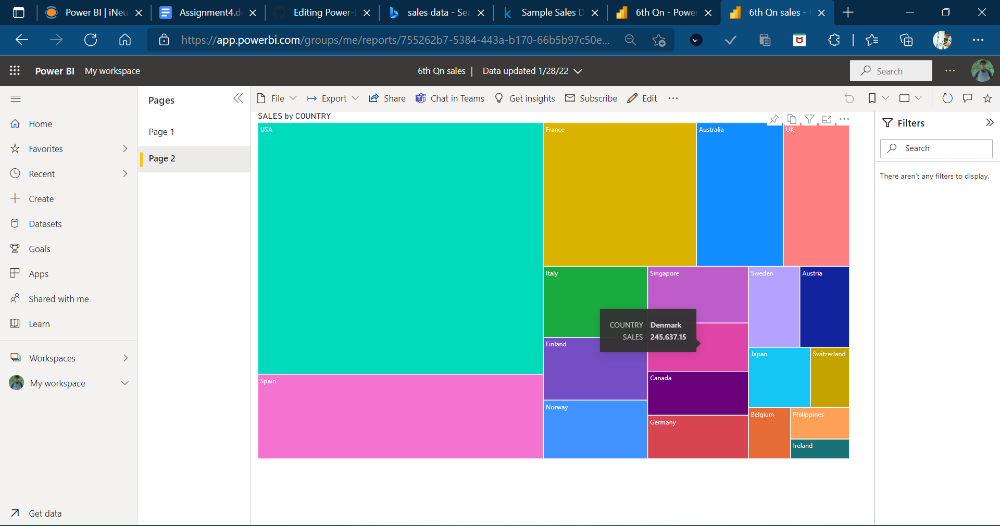 Power BI | iNeu
Assignment4.d
Editing Power-
sales data - Sea
Sample Sales D
6th Qn - Power
6th Qn sales -
https://app.powerbi.com/groups/me/reports/755262b7-5384-443a-b170-66b5b97c50e...
Power BI My workspace
6th Qn sales | Data updated 1/28/22
Search
File Export Share Chat in Teams Get insights Subscribe Edit
Home
Favorites
Recent
Create
Datasets
Goals
Apps
Shared with me
Learn
Workspaces
My workspace
Get data
Pages
Page 1
Page 2
SALES by COUNTRY
USA
France
Australia
UK
Italy
Singapore
Sweden
Austria
COUNTRY Denmark
SALES 245,637.15
Finland
Japan
Switzerland
Spain
Canada
Norway
Belgium
Philippines
Germany
Ireland
Filters
Search
There aren't any filters to display.